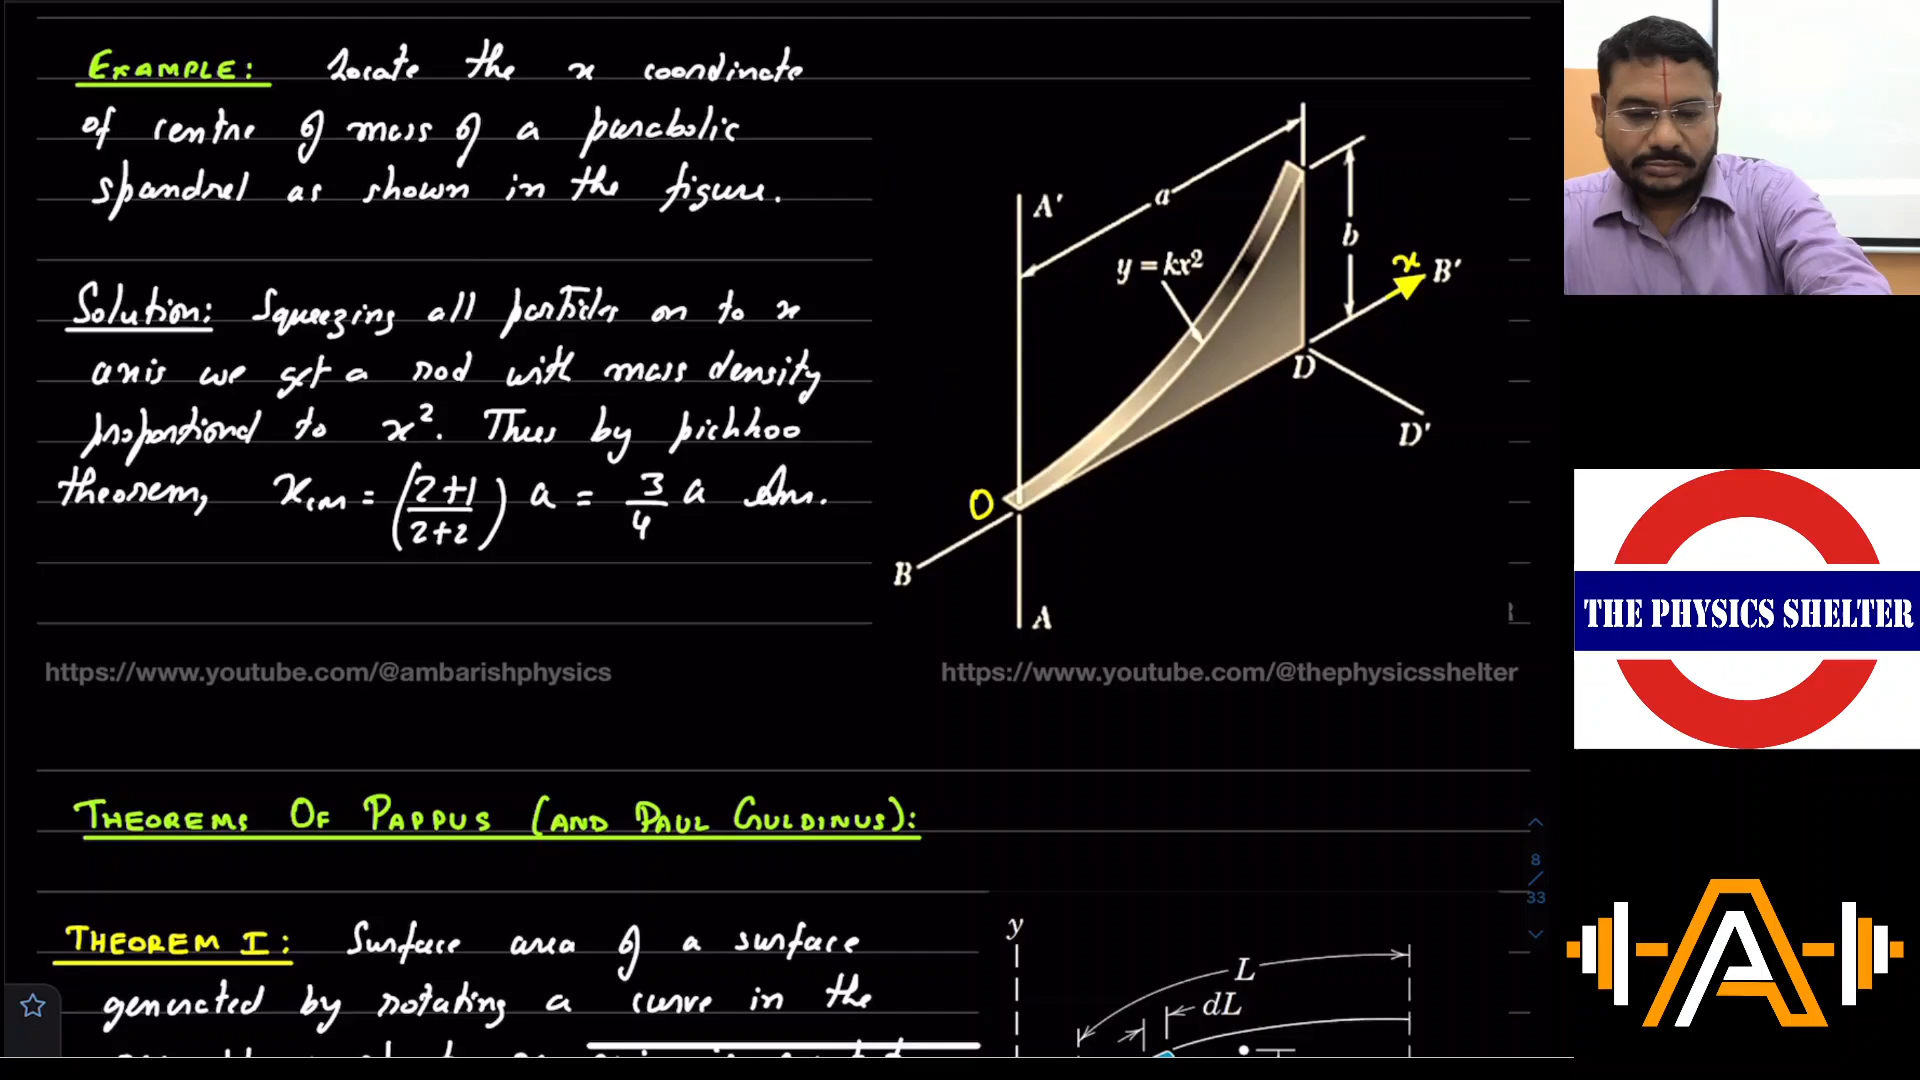 EXAMPLE: Locate the x coordinate
of centre of mass of a parabolic
spandrel as shown in the figure.
Solution: Squeezing all particles on to x
axis we get a rod with mass density
proportional to x². Thus by pichhoo
theorem, x_cm = (2+1/2+2) a = 3/4 a Ans.
A'
a
b
y = kx²
x B'
D
D'
O
B
A
https://www.youtube.com/@ambarishphysics
https://www.youtube.com/@thephysicsshelter
THE PHYSICS SHELTER
THEOREMS OF PAPPUS (AND PAUL GULDINUS):
8
/
33
THEOREM I: Surface area of a surface
generated by rotating a curve in the
y
L
dL
A